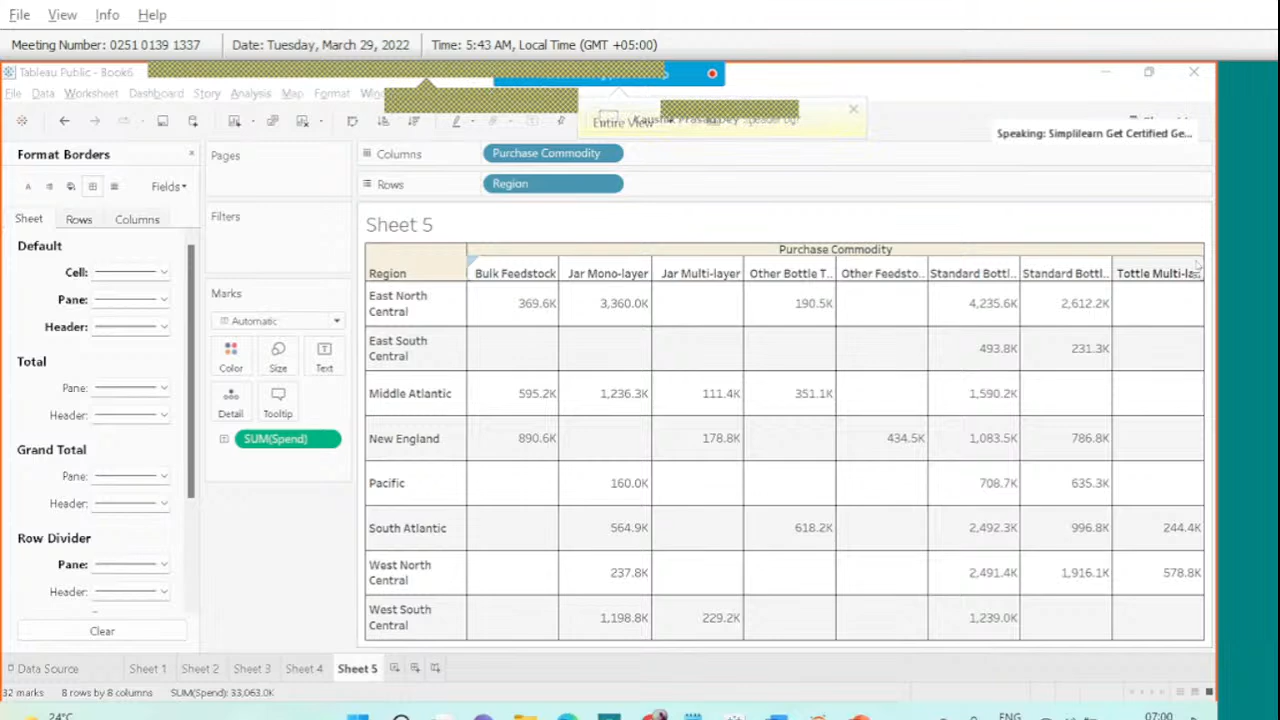 File View Info Help
Meeting Number: 0251 0139 1337 Date: Tuesday, March 29, 2022 Time: 5:43 AM, Local Time (GMT +05:00)
Tableau Public - Book6
File Data Worksheet Dashboard Story Analysis Map Format
Entire View
Speaking: Simplilearn Get Certified Ge...
Format Borders
Fields
Sheet Rows Columns
Default
Cell:
Pane:
Header:
Total
Pane:
Header:
Grand Total
Pane:
Header:
Row Divider
Pane:
Header:
Clear
Pages
Filters
Marks
Automatic
Color Size Text
Detail Tooltip
SUM(Spend)
Columns Purchase Commodity
Rows Region
Sheet 5
Purchase Commodity
Region Bulk Feedstock Jar Mono-layer Jar Multi-layer Other Bottle T.. Other Feedsto.. Standard Bottl.. Standard Bottl.. Tottle Multi-la..
East North Central 369.6K 3,360.0K 190.5K 4,235.6K 2,612.2K
East South Central 493.8K 231.3K
Middle Atlantic 595.2K 1,236.3K 111.4K 351.1K 1,590.2K
New England 890.6K 178.8K 434.5K 1,083.5K 786.8K
Pacific 160.0K 708.7K 635.3K
South Atlantic 564.9K 618.2K 2,492.3K 996.8K 244.4K
West North Central 237.8K 2,491.4K 1,916.1K 578.8K
West South Central 1,198.8K 229.2K 1,239.0K
Data Source Sheet 1 Sheet 2 Sheet 3 Sheet 4 Sheet 5
32 marks 8 rows by 8 columns SUM(Spend): 33,063.0K
24°C ENG 07:00